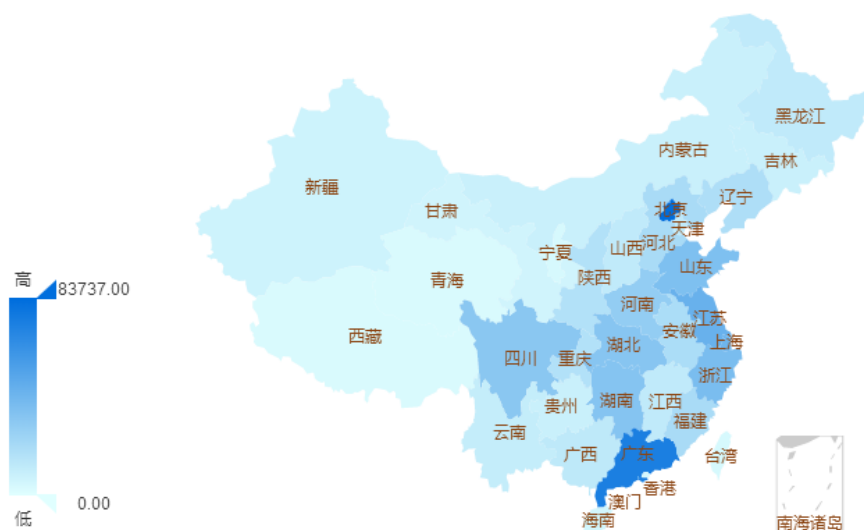 黑龙江
内蒙古
吉林
新疆
辽宁
北京
甘肃
天津
河北
山西
宁夏
山东
陕西
青海
高
83737.00
河南
江苏
安徽
西藏
上海
湖北
四川
重庆
浙江
湖南
江西
贵州
福建
云南
广西
广东
台湾
香港
0.00
澳门
低
海南
南海诸岛